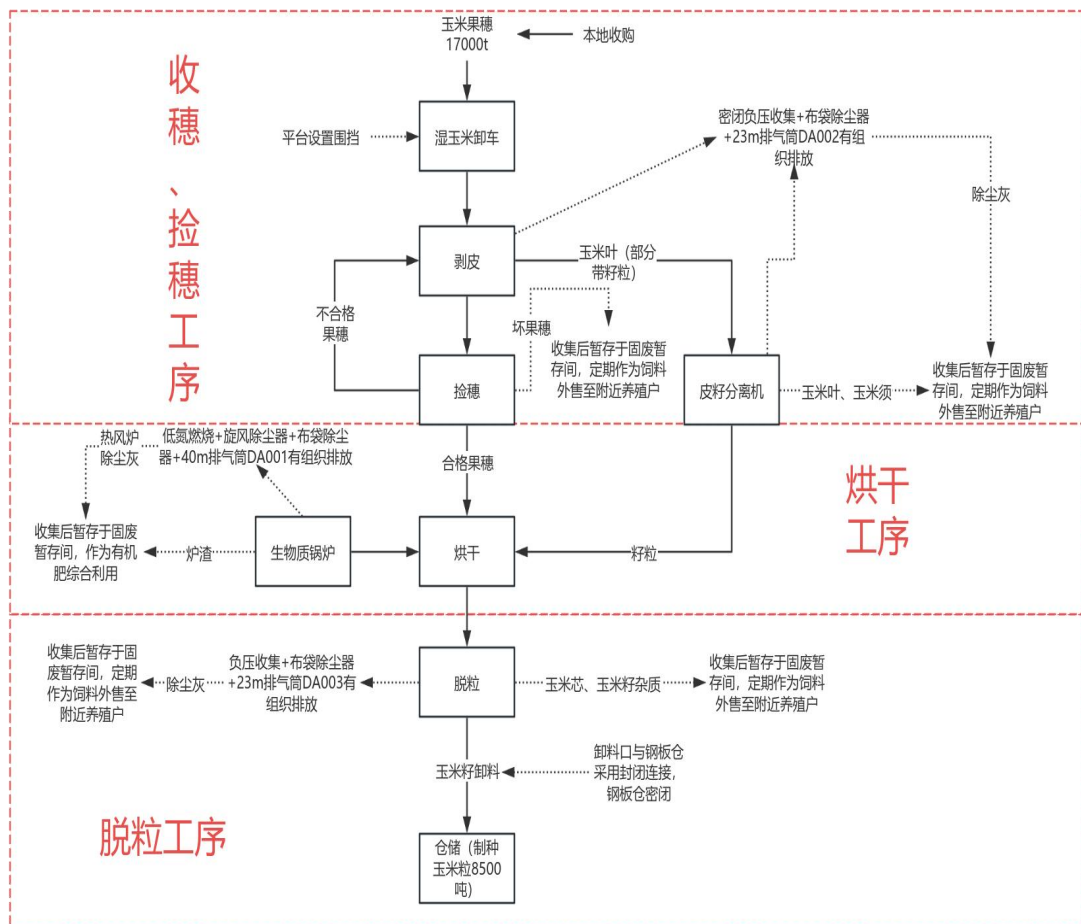 玉米果穗
17000t
本地收购
收
穗
、
捡
穗
工
序
平台设置围挡
湿玉米卸车
密闭负压收集+布袋除尘器
+23m排气筒DA002有组
织排放
除尘灰
剥皮
玉米叶（部分
带籽粒）
不合格
果穗
坏果穗
收集后暂存于固废暂
存间，定期作为饲料
外售至附近养殖户
捡穗
皮籽分离机
玉米叶、玉米须
收集后暂存于固废暂
存间，定期作为饲料
外售至附近养殖户
热风炉
除尘灰
低氮燃烧+旋风除尘器+布袋除尘
器+40m排气筒DA001有组织排放
合格果穗
烘干
工序
收集后暂存于固废
暂存间，作为有机
肥综合利用
炉渣
生物质锅炉
烘干
籽粒
收集后暂存于固
废暂存间，定期
作为饲料外售至
附近养殖户
除尘灰
负压收集+布袋除尘器
+23m排气筒DA003有
组织排放
脱粒
玉米芯、玉米籽杂质
收集后暂存于固废暂
存间，定期作为饲料
外售至附近养殖户
玉米籽卸料
卸料口与钢板仓
采用封闭连接，
钢板仓密闭
脱粒工序
仓储（制种
玉米粒8500
吨）